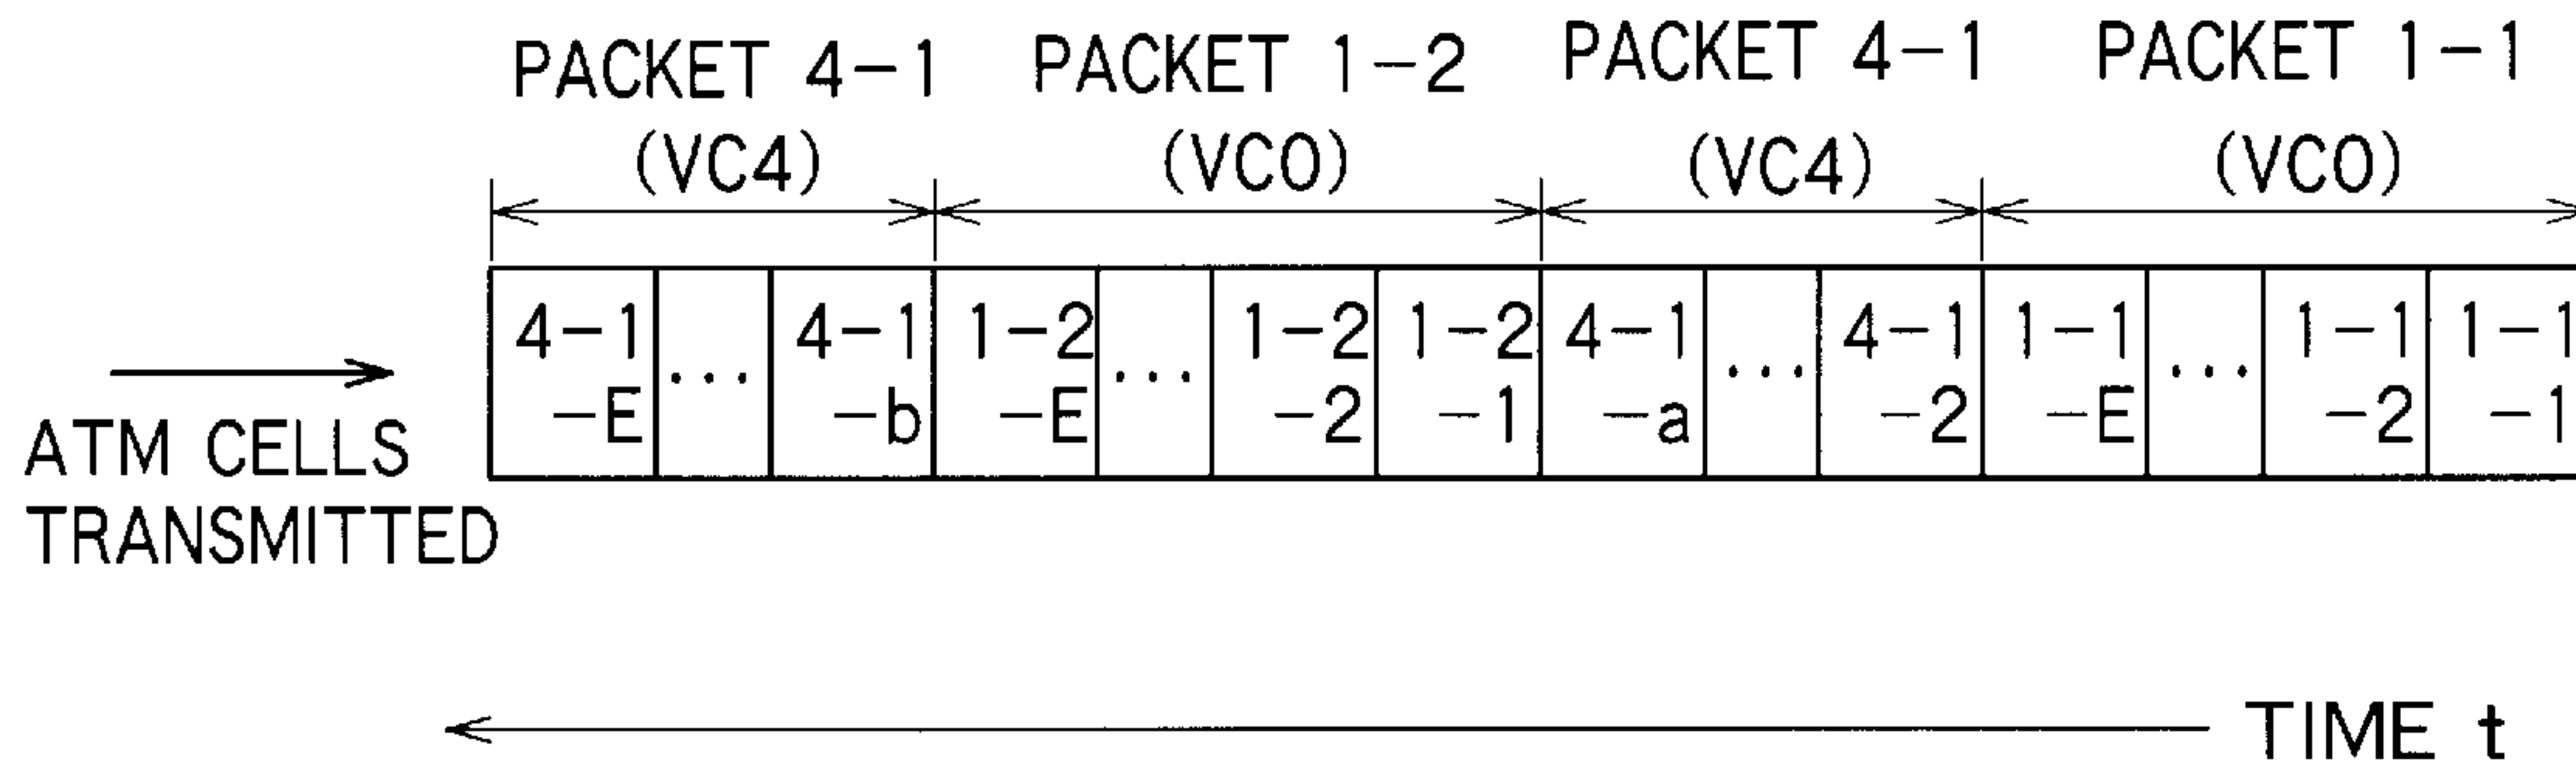 PACKET 4-1 PACKET 1-2 PACKET 4-1 PACKET 1-1
(VC4) (VC0) (VC4) (VC0)
4-1 ... 4-1 1-2 ... 1-2 1-2 4-1 ... 4-1 1-1 ... 1-1 1-1
-E -b -E -2 -1 -a -2 -E -2 -1
ATM CELLS
TRANSMITTED
TIME t